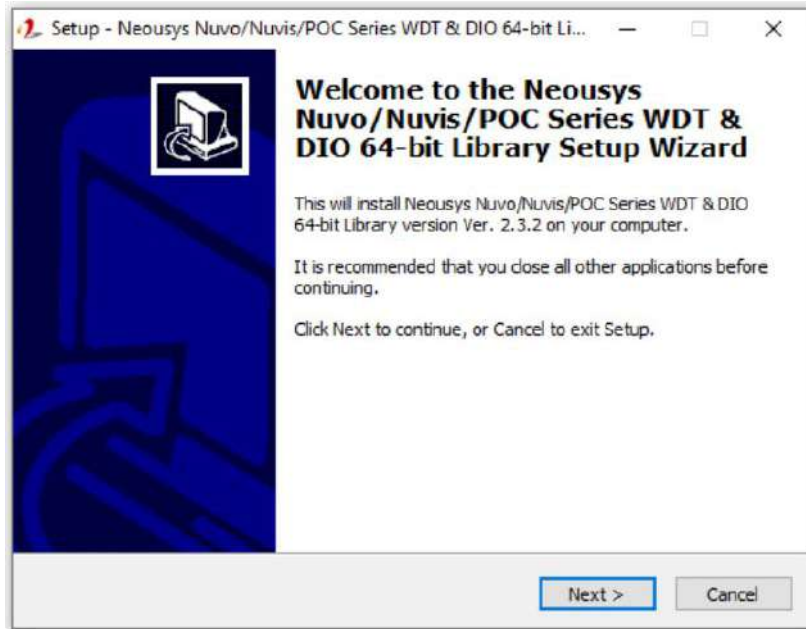 Setup - Neousys Nuvo/Nuvis/POC Series WDT & DIO 64-bit Li...
Welcome to the Neousys
Nuvo/Nuvis/POC Series WDT &
DIO 64-bit Library Setup Wizard
This will install Neousys Nuvo/Nuvis/POC Series WDT & DIO
64-bit Library version Ver. 2.3.2 on your computer.
It is recommended that you close all other applications before
continuing.
Click Next to continue, or Cancel to exit Setup.
Next >
Cancel